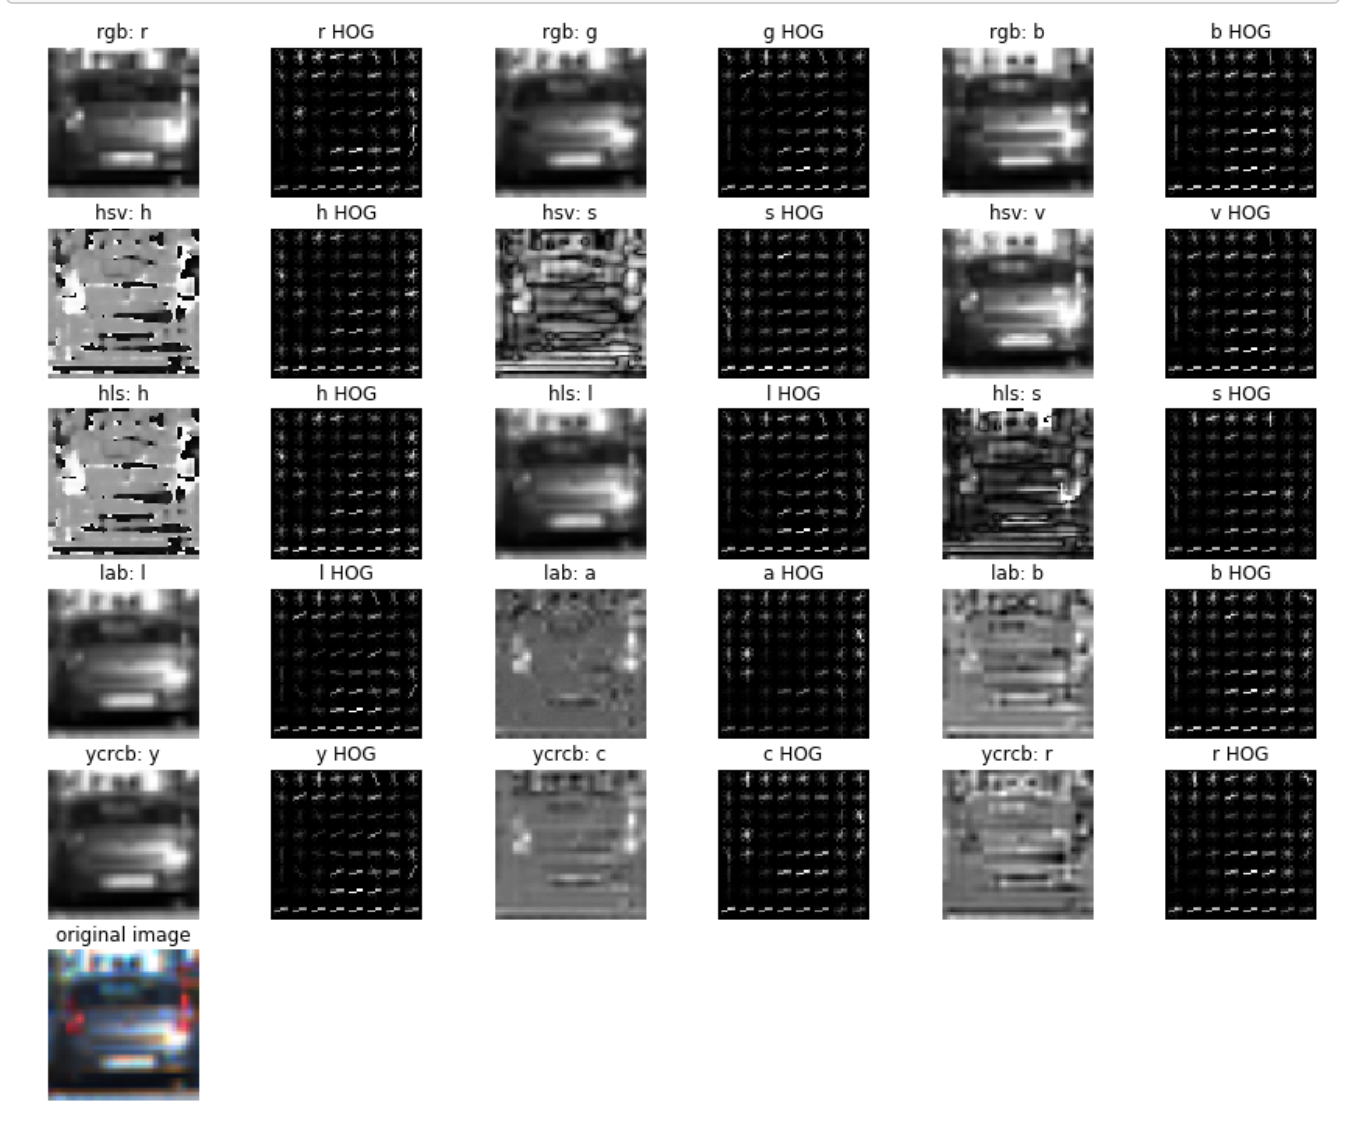 rgb: r r HOG rgb: g g HOG rgb: b b HOG
hsv: h h HOG hsv: s s HOG hsv: v v HOG
hls: h h HOG hls: l l HOG hls: s s HOG
lab: l l HOG lab: a a HOG lab: b b HOG
ycrcb: y y HOG ycrcb: c c HOG ycrcb: r r HOG
original image